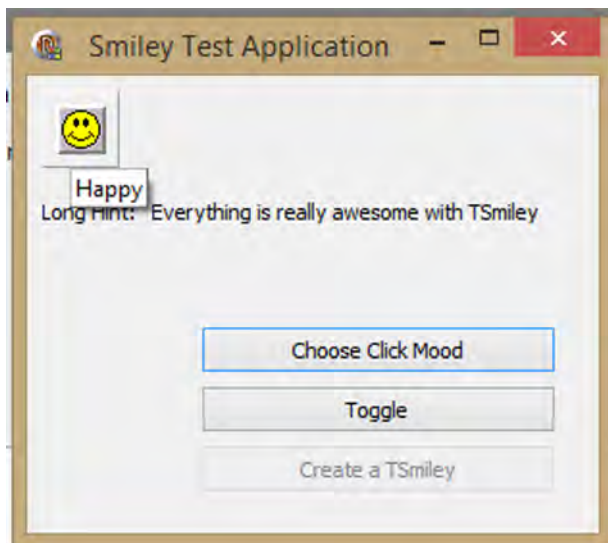 Smiley Test Application
Happy
Long Hint: Everything is really awesome with TSmiley
Choose Click Mood
Toggle
Create a TSmiley